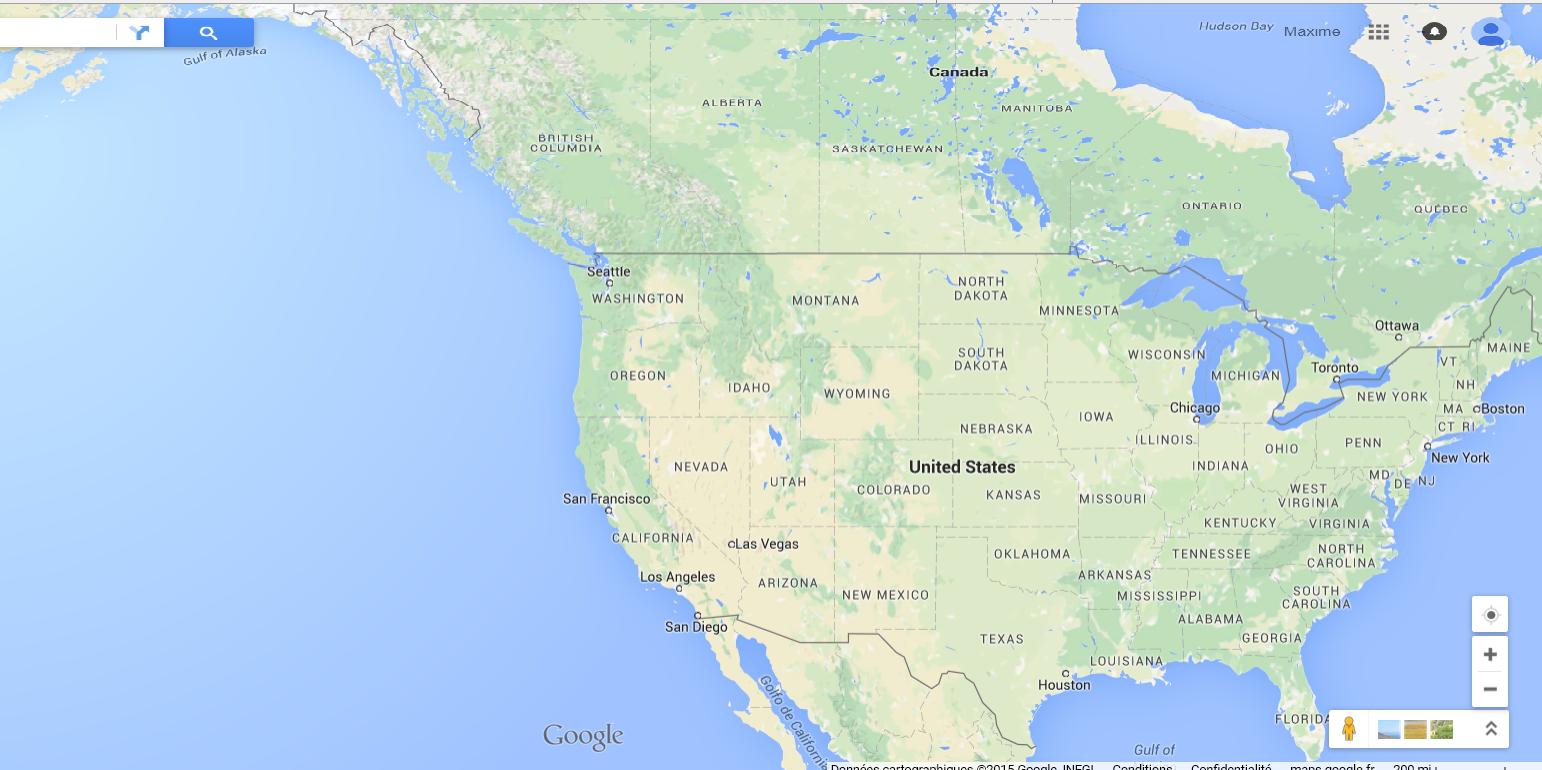 Hudson Bay
Maxime
Gulf of Alaska
Canada
ALBERTA
MANITOBA
BRITISH
COLUMBIA
SASKATCHEWAN
ONTARIO
QUÉBEC
Seattle
WASHINGTON
MONTANA
NORTH
DAKOTA
MINNESOTA
Ottawa
SOUTH
DAKOTA
WISCONSIN
MICHIGAN
Toronto
VT
MAINE
OREGON
IDAHO
WYOMING
NH
NEW YORK
Chicago
IOWA
MA
Boston
NEBRASKA
CT RI
ILLINOIS
OHIO
PENN
New York
NEVADA
United States
INDIANA
UTAH
COLORADO
KANSAS
MISSOURI
MD
DE
NJ
WEST
VIRGINIA
San Francisco
KENTUCKY
VIRGINIA
CALIFORNIA
Las Vegas
OKLAHOMA
TENNESSEE
NORTH
CAROLINA
Los Angeles
ARIZONA
NEW MEXICO
ARKANSAS
MISSISSIPPI
SOUTH
CAROLINA
ALABAMA
San Diego
TEXAS
GEORGIA
LOUISIANA
Houston
Golfo de California
FLORIDA
Google
Gulf of
Données cartographiques ©2015 Google, INEGI Conditions Confidentialité maps.google.fr 200 mi